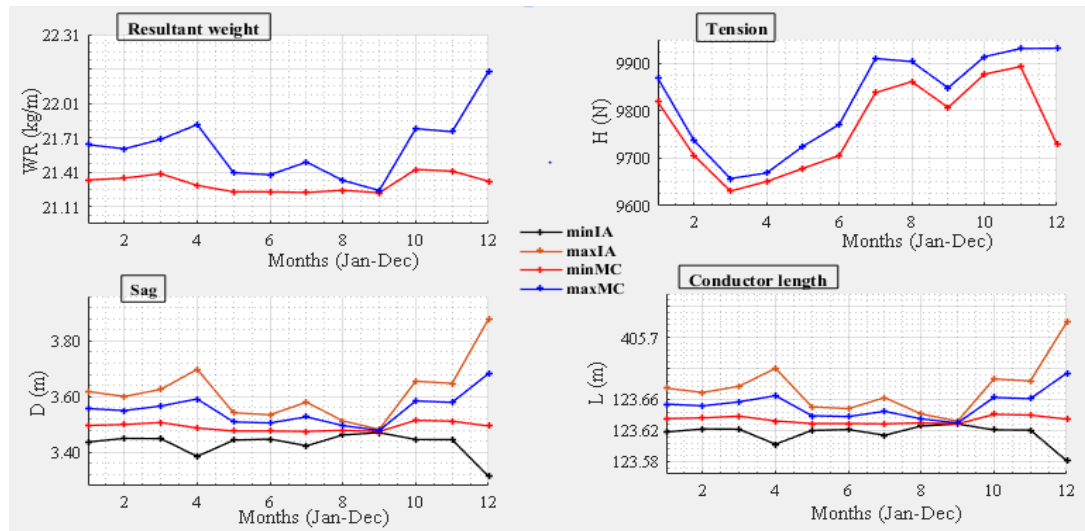 Resultant weight
22.31
22.01
21.71
21.41
21.11
WR (kg/m)
2 4 6 8 10 12
Months (Jan-Dec)
Tension
9900
9800
9700
9600
H (N)
2 4 6 8 10 12
Months (Jan-Dec)
minIA
maxIA
minMC
maxMC
Sag
3.80
3.60
3.40
D (m)
2 4 6 8 10 12
Months (Jan-Dec)
Conductor length
405.7
123.66
123.62
123.58
L (m)
2 4 6 8 10 12
Months (Jan-Dec)